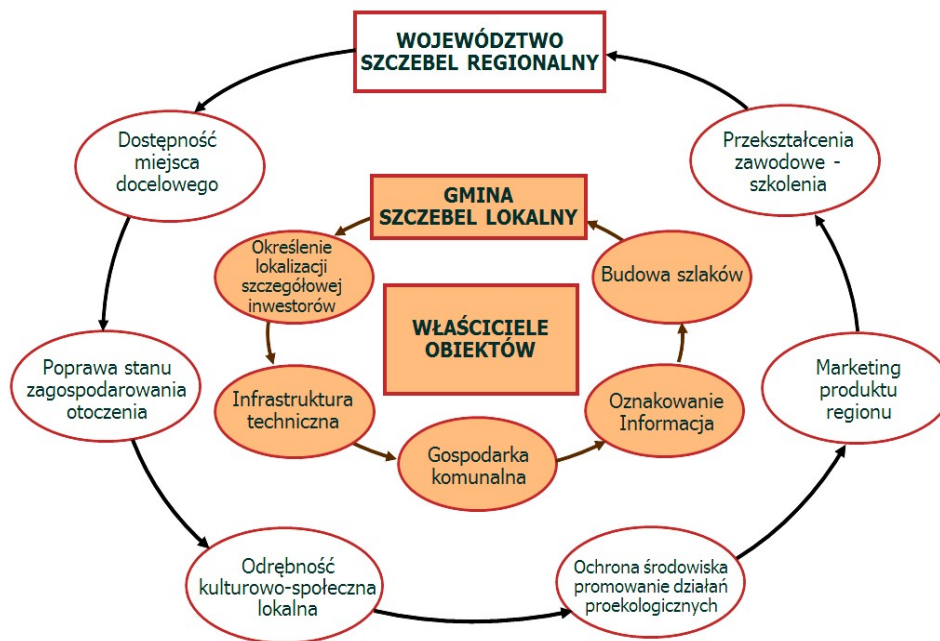 WOJEWÓDZTWO
SZCZEBEL REGIONALNY
Dostępność
miejsca
docelowego
Przekształcenia
zawodowe -
szkolenia
GMINA
SZCZEBEL LOKALNY
Określenie
lokalizacji
szczegółowej
inwestorów
Budowa szlaków
WŁAŚCICIELE
OBIEKTÓW
Poprawa stanu
zagospodarowania
otoczenia
Infrastruktura
techniczna
Oznakowanie
Informacja
Marketing
produktu
regionu
Gospodarka
komunalna
Odrębność
kulturowo-społeczna
lokalna
Ochrona środowiska
promowanie działań
proekologicznych